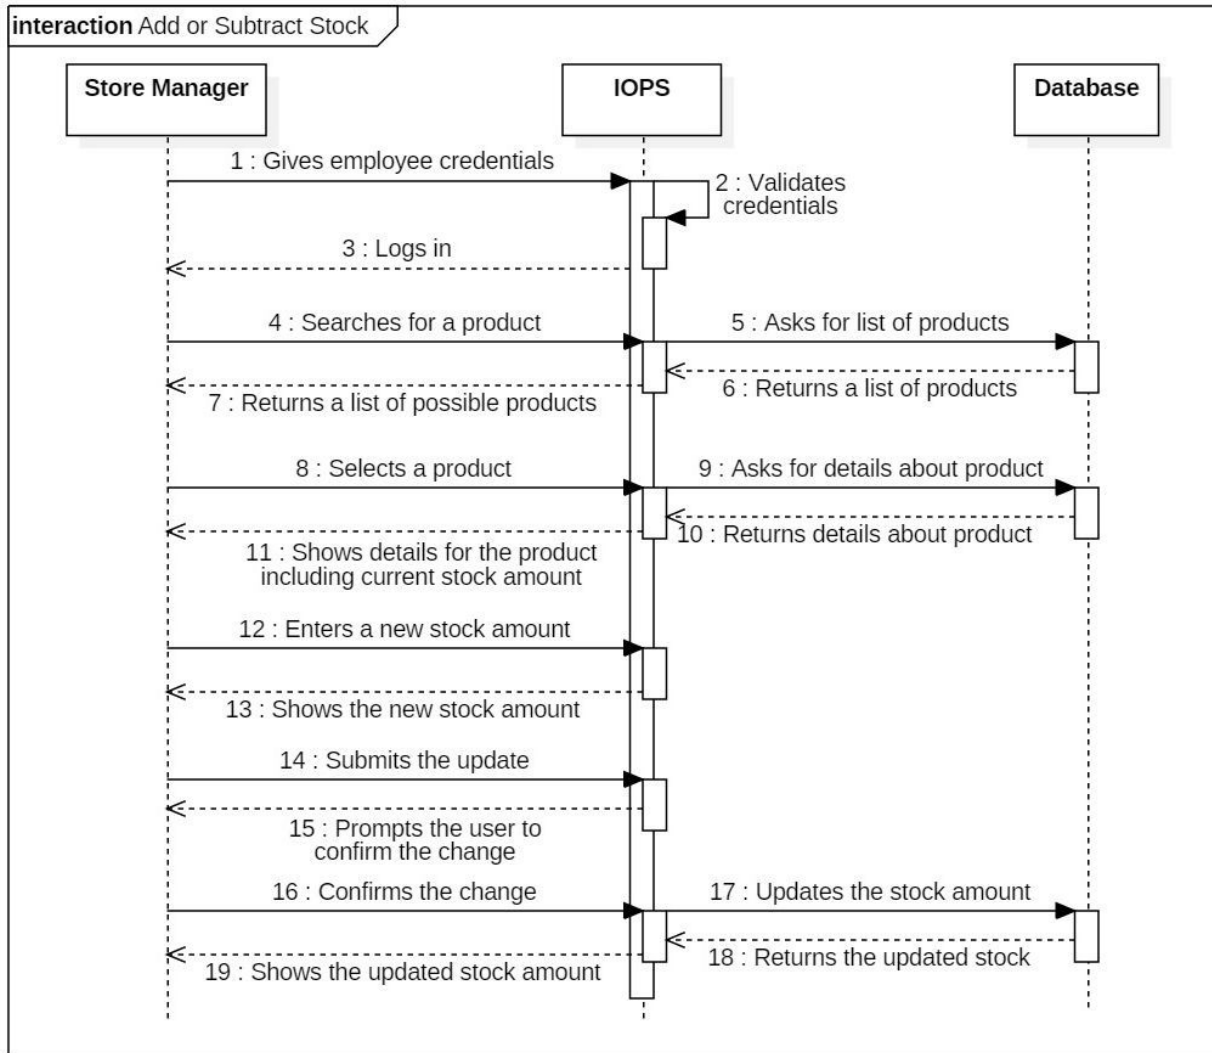 interaction Add or Subtract Stock
Store Manager
IOPS
Database
1 : Gives employee credentials
2 : Validates
credentials
3 : Logs in
4 : Searches for a product
5 : Asks for list of products
6 : Returns a list of products
7 : Returns a list of possible products
8 : Selects a product
9 : Asks for details about product
10 : Returns details about product
11 : Shows details for the product
including current stock amount
12 : Enters a new stock amount
13 : Shows the new stock amount
14 : Submits the update
15 : Prompts the user to
confirm the change
16 : Confirms the change
17 : Updates the stock amount
18 : Returns the updated stock
19 : Shows the updated stock amount